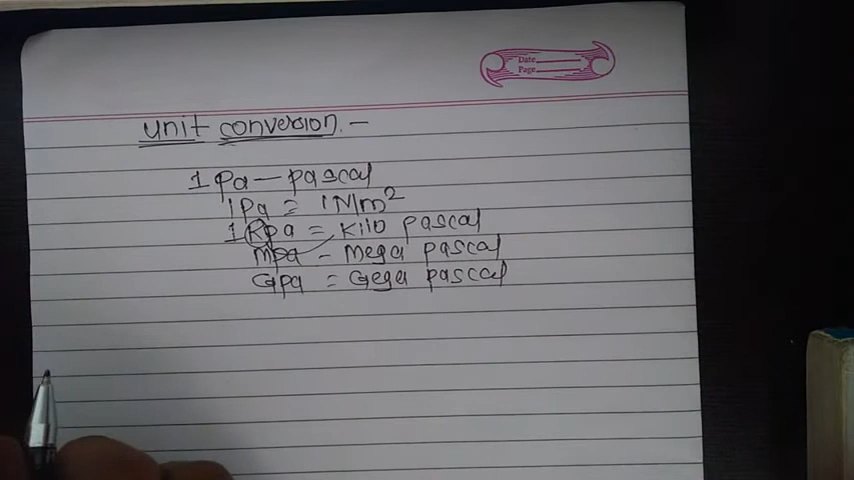 Date
Page
unit conversion. -
1 Pa - pascal
1Pa = 1N/m²
1 Kpa = Kilo pascal
Mpa - Mega pascal
Gpa = Gega pascal